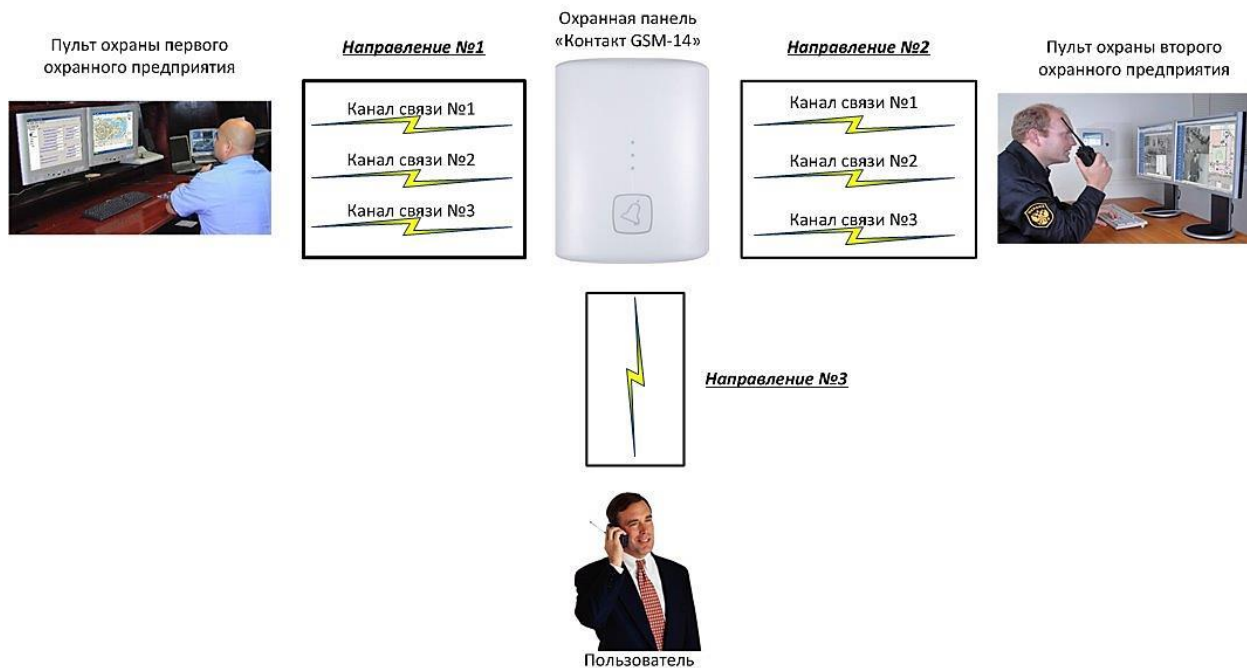 Пульт охраны первого
охранного предприятия
Направление №1
Канал связи №1
Канал связи №2
Канал связи №3
Охранная панель
«Контакт GSM-14»
Направление №2
Канал связи №1
Канал связи №2
Канал связи №3
Пульт охраны второго
охранного предприятия
Направление №3
Пользователь